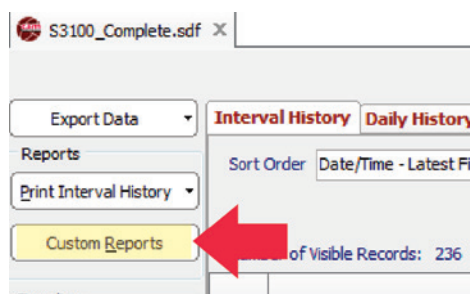 S3100_Complete.sdf X
Export Data
Interval History Daily History
Reports
Sort Order Date/Time - Latest
Print Interval History
Custom Reports
of Visible Records: 236